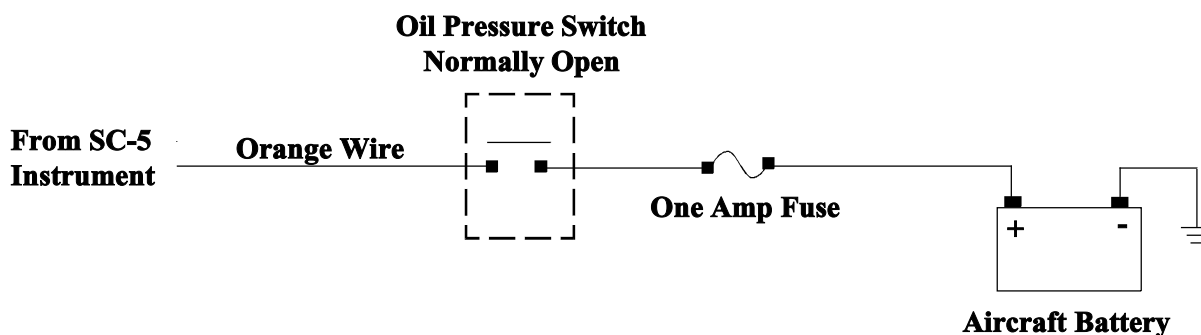 Oil Pressure Switch
Normally Open
From SC-5
Instrument
Orange Wire
One Amp Fuse
+ -
Aircraft Battery